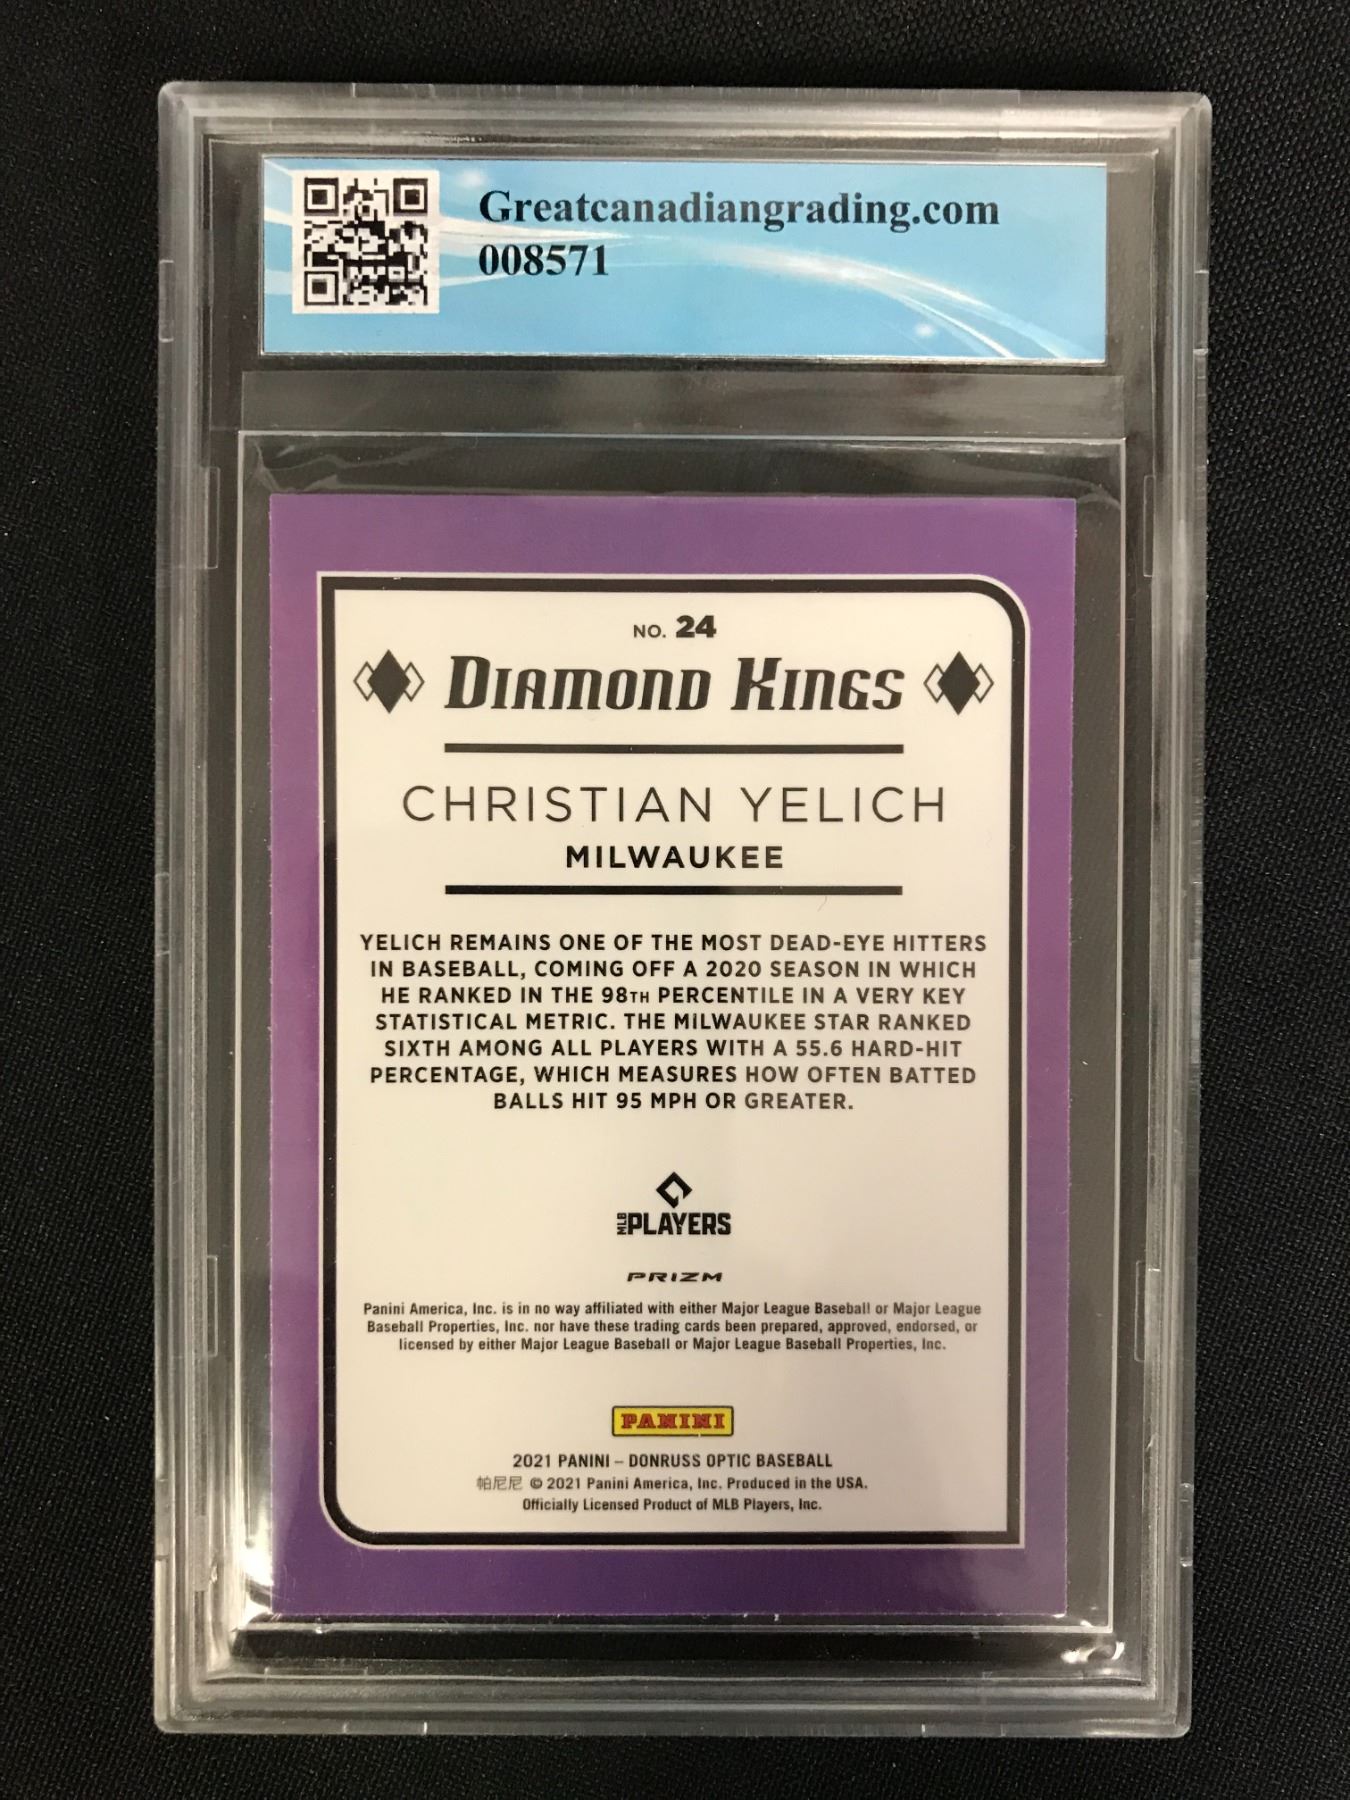 Greatcanadiangrading.com
008571
NO. 24
DIAMOND KINGS
CHRISTIAN YELICH
MILWAUKEE
YELICH REMAINS ONE OF THE MOST DEAD-EYE HITTERS
IN BASEBALL, COMING OFF A 2020 SEASON IN WHICH
HE RANKED IN THE 98TH PERCENTILE IN A VERY KEY
STATISTICAL METRIC. THE MILWAUKEE STAR RANKED
SIXTH AMONG ALL PLAYERS WITH A 55.6 HARD-HIT
PERCENTAGE, WHICH MEASURES HOW OFTEN BATTED
BALLS HIT 95 MPH OR GREATER.
MLB PLAYERS
PRIZM
Panini America, Inc. is in no way affiliated with either Major League Baseball or Major League
Baseball Properties, Inc. nor have these trading cards been prepared, approved, endorsed, or
licensed by either Major League Baseball or Major League Baseball Properties, Inc.
PANINI
2021 PANINI – DONRUSS OPTIC BASEBALL
帕尼尼 © 2021 Panini America, Inc. Produced in the USA.
Officially Licensed Product of MLB Players, Inc.